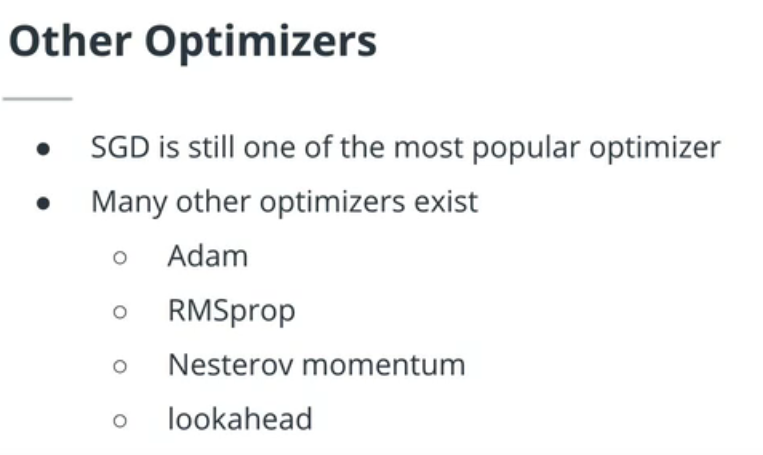 Other Optimizers
● SGD is still one of the most popular optimizer
● Many other optimizers exist
○ Adam
○ RMSprop
○ Nesterov momentum
○ lookahead